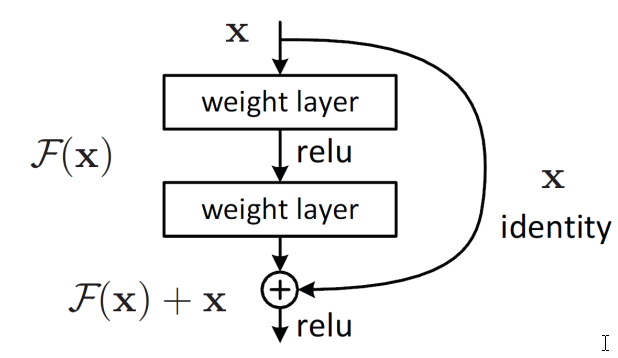 x
weight layer
relu
F(x)
x
weight layer
identity
F(x) + x
relu